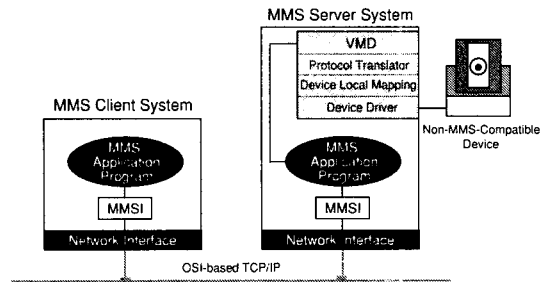 MMS Server System
VMD
Protocol Translator
Device Local Mapping
Device Driver
Non-MMS-Compatible
Device
MMS Client System
MMS
Application
Program
MMSI
Network Interface
MMS
Application
Program
MMSI
Network Interface
OSI-based TCP/IP